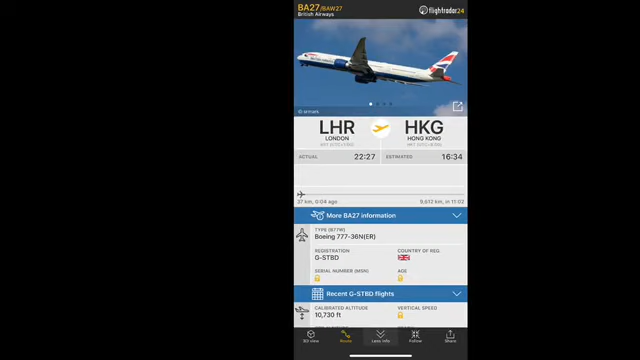 BA27/BAW27
British Airways
flightradar24
LHR
LONDON
HKG
HONG KONG
ACTUAL 22:27
ESTIMATED 16:34
37 km, 0:04 ago
9,612 km, in 11:02
More BA27 information
TYPE (B77W)
Boeing 777-36N(ER)
REGISTRATION
G-STBD
COUNTRY OF REG.
SERIAL NUMBER (MSN)
AGE
Recent G-STBD flights
CALIBRATED ALTITUDE
10,730 ft
VERTICAL SPEED
3D view
Route
Less info
Follow
Share